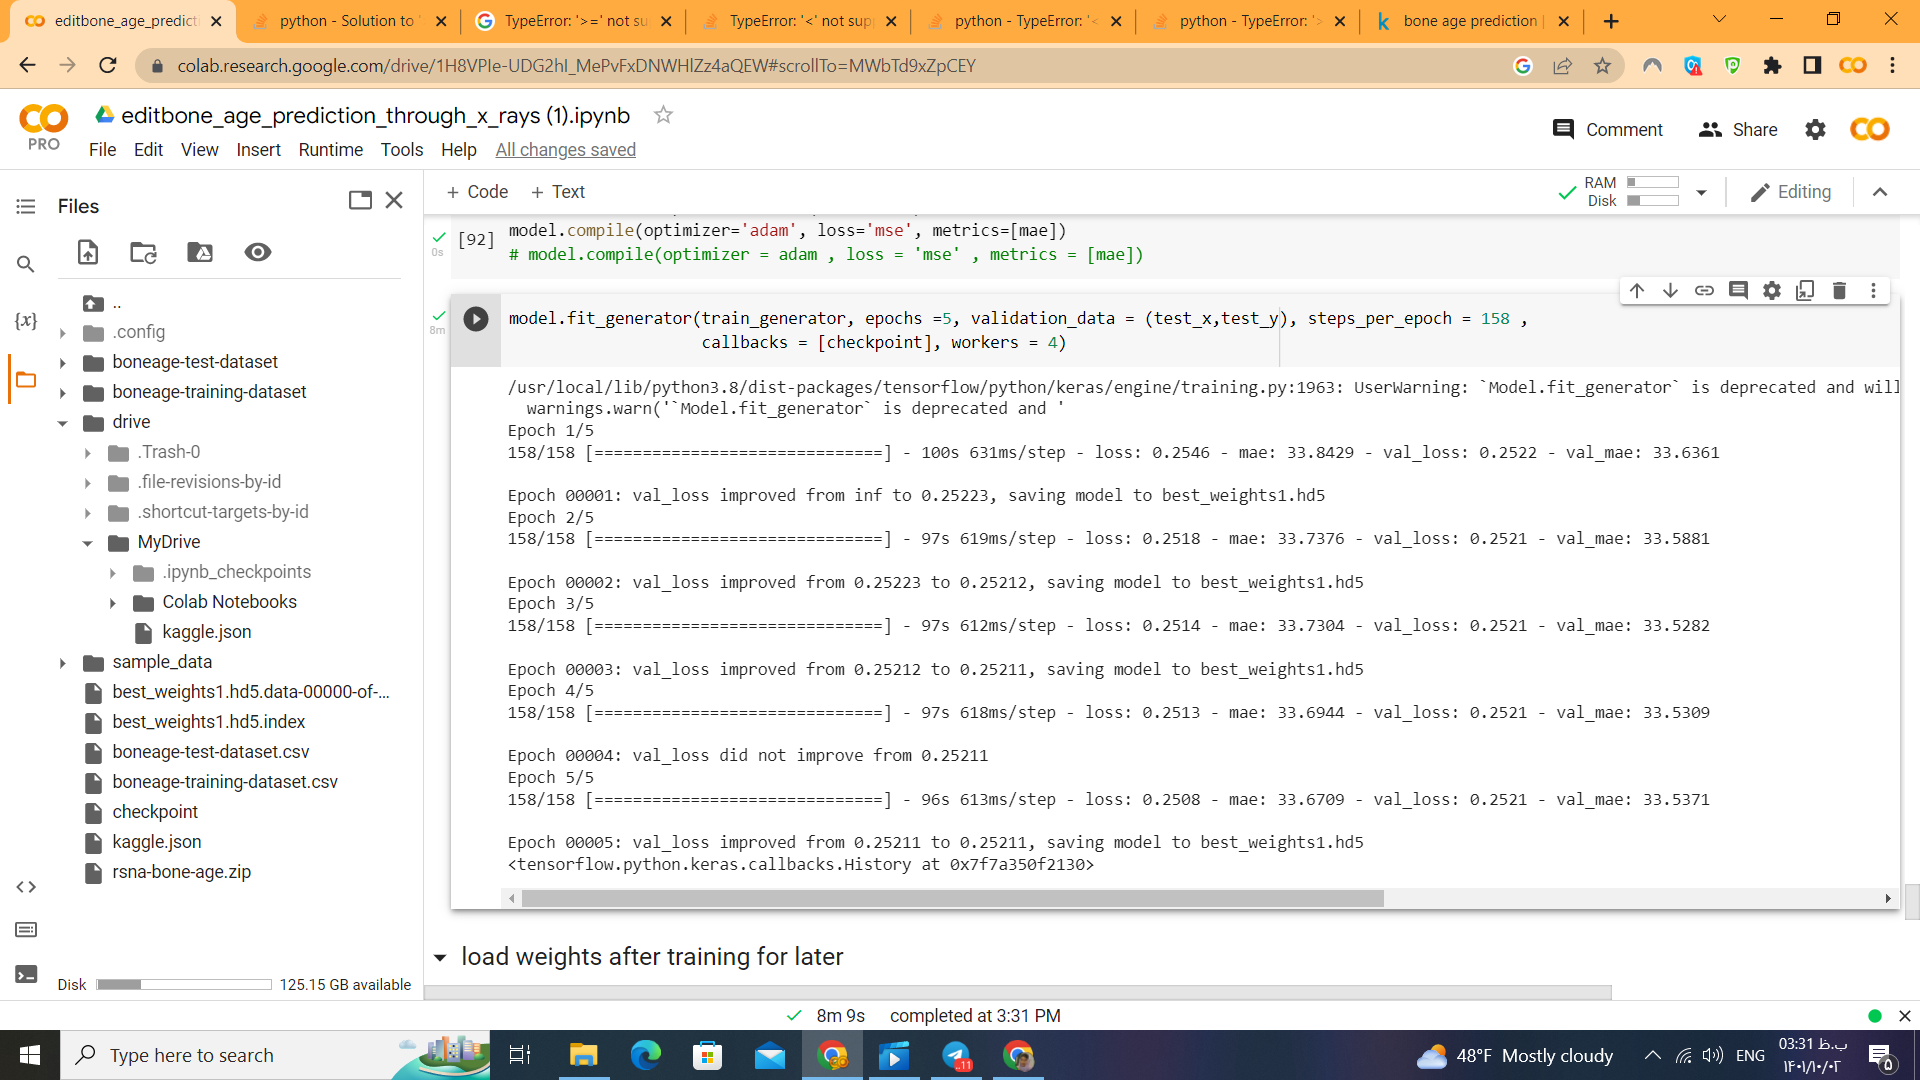 editbone_age_predicti
python - Solution to '
TypeError: '>=' not su
TypeError: '<' not sup
python - TypeError: '<
python - TypeError: '>
bone age prediction |
colab.research.google.com/drive/1H8VPIe-UDG2hI_MePvFxDNWHlZz4aQEW#scrollTo=MWbTd9xZpCEY
PRO
editbone_age_prediction_through_x_rays (1).ipynb
File Edit View Insert Runtime Tools Help All changes saved
Comment
Share
Files
+ Code + Text
RAM
Disk
Editing
..
.config
boneage-test-dataset
boneage-training-dataset
drive
.Trash-0
.file-revisions-by-id
.shortcut-targets-by-id
MyDrive
.ipynb_checkpoints
Colab Notebooks
kaggle.json
sample_data
best_weights1.hd5.data-00000-of-...
best_weights1.hd5.index
boneage-test-dataset.csv
boneage-training-dataset.csv
checkpoint
kaggle.json
rsna-bone-age.zip
Disk 125.15 GB available
[92]
0s
model.compile(optimizer='adam', loss='mse', metrics=[mae])
# model.compile(optimizer = adam , loss = 'mse' , metrics = [mae])
8m
model.fit_generator(train_generator, epochs =5, validation_data = (test_x,test_y), steps_per_epoch = 158 ,
callbacks = [checkpoint], workers = 4)
/usr/local/lib/python3.8/dist-packages/tensorflow/python/keras/engine/training.py:1963: UserWarning: `Model.fit_generator` is deprecated and will
warnings.warn('`Model.fit_generator` is deprecated and '
Epoch 1/5
158/158 [==============================] - 100s 631ms/step - loss: 0.2546 - mae: 33.8429 - val_loss: 0.2522 - val_mae: 33.6361
Epoch 00001: val_loss improved from inf to 0.25223, saving model to best_weights1.hd5
Epoch 2/5
158/158 [==============================] - 97s 619ms/step - loss: 0.2518 - mae: 33.7376 - val_loss: 0.2521 - val_mae: 33.5881
Epoch 00002: val_loss improved from 0.25223 to 0.25212, saving model to best_weights1.hd5
Epoch 3/5
158/158 [==============================] - 97s 612ms/step - loss: 0.2514 - mae: 33.7304 - val_loss: 0.2521 - val_mae: 33.5282
Epoch 00003: val_loss improved from 0.25212 to 0.25211, saving model to best_weights1.hd5
Epoch 4/5
158/158 [==============================] - 97s 618ms/step - loss: 0.2513 - mae: 33.6944 - val_loss: 0.2521 - val_mae: 33.5309
Epoch 00004: val_loss did not improve from 0.25211
Epoch 5/5
158/158 [==============================] - 96s 613ms/step - loss: 0.2508 - mae: 33.6709 - val_loss: 0.2521 - val_mae: 33.5371
Epoch 00005: val_loss improved from 0.25211 to 0.25211, saving model to best_weights1.hd5
<tensorflow.python.keras.callbacks.History at 0x7f7a350f2130>
load weights after training for later
8m 9s completed at 3:31 PM
Type here to search
..11
48°F Mostly cloudy
ENG
03:31 ب.ظ
۱۴۰۱/۱۰/۰۲
۵